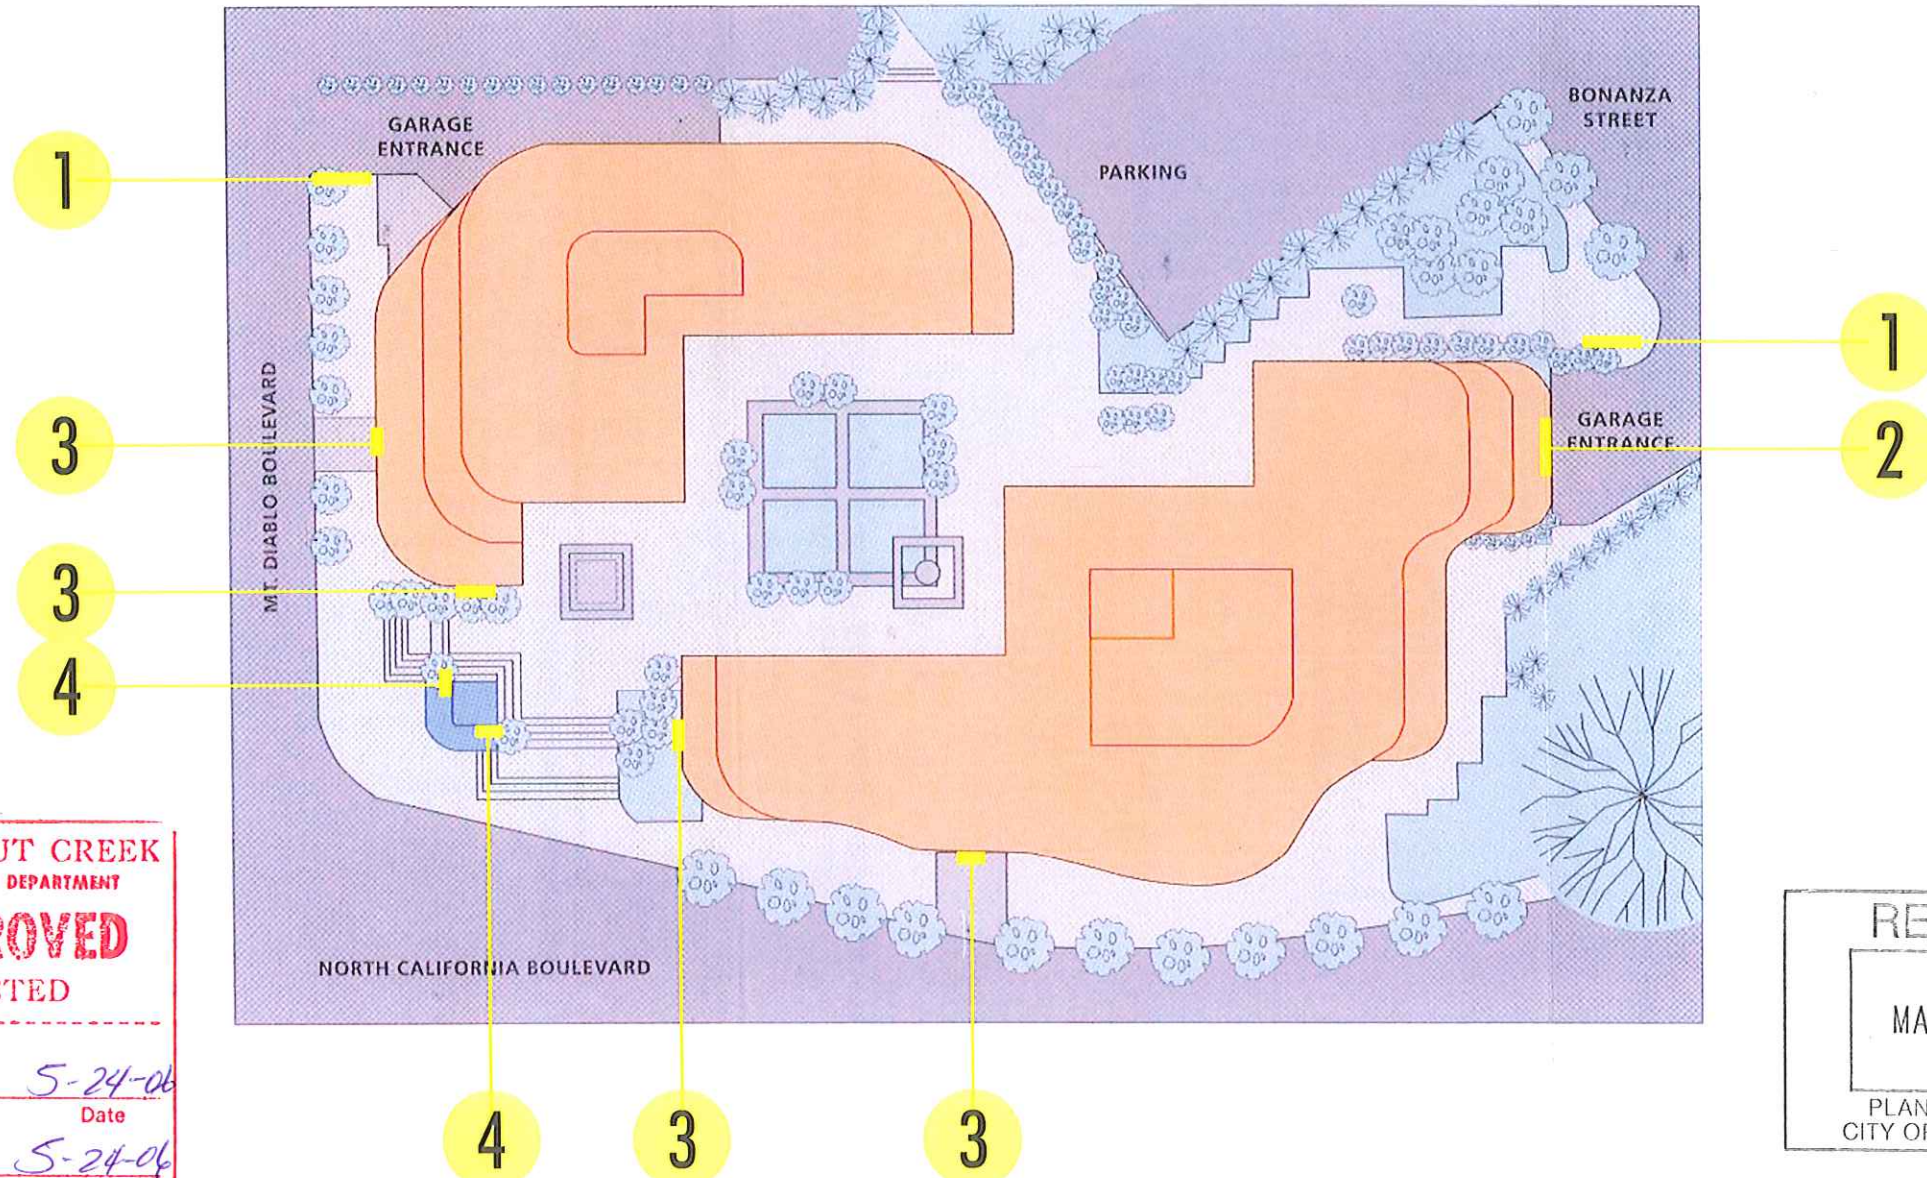 BONANZA
STREET
GARAGE
ENTRANCE
1
PARKING
1
MT. DIABLO BOULEVARD
3
GARAGE
ENTRANCE
2
3
4
UT CREEK
DEPARTMENT
ROVED
TED
5-24-06
Date
5-24-06
NORTH CALIFORNIA BOULEVARD
4
3
3
RE
MA
PLAN
CITY OF